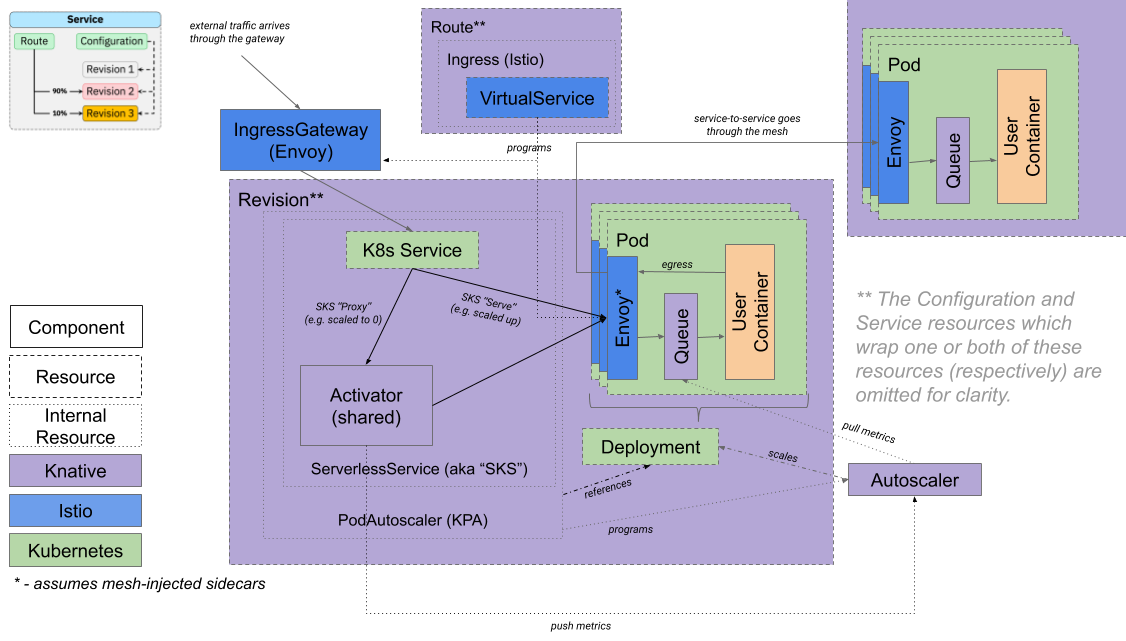 Service
Route
Configuration
Revision 1
90%
Revision 2
10%
Revision 3
external traffic arrives
through the gateway
IngressGateway
(Envoy)
Route**
Ingress (Istio)
VirtualService
programs
service-to-service goes
through the mesh
Pod
Envoy
Queue
User
Container
Revision**
K8s Service
SKS "Proxy"
(e.g. scaled to 0)
SKS "Serve"
(e.g. scaled up)
Activator
(shared)
ServerlessService (aka “SKS”)
PodAutoscaler (KPA)
Pod
egress
Envoy*
Queue
User
Container
Deployment
references
programs
scales
pull metrics
Autoscaler
push metrics
** The Configuration and
Service resources which
wrap one or both of these
resources (respectively) are
omitted for clarity.
Component
Resource
Internal
Resource
Knative
Istio
Kubernetes
* - assumes mesh-injected sidecars